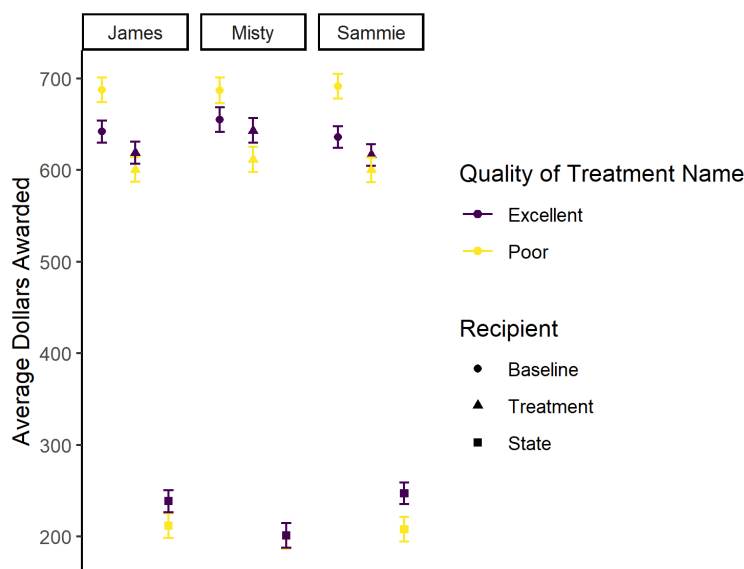 James Misty Sammie
700
600
500
400
300
200
Average Dollars Awarded
Quality of Treatment Name
Excellent
Poor
Recipient
Baseline
Treatment
State